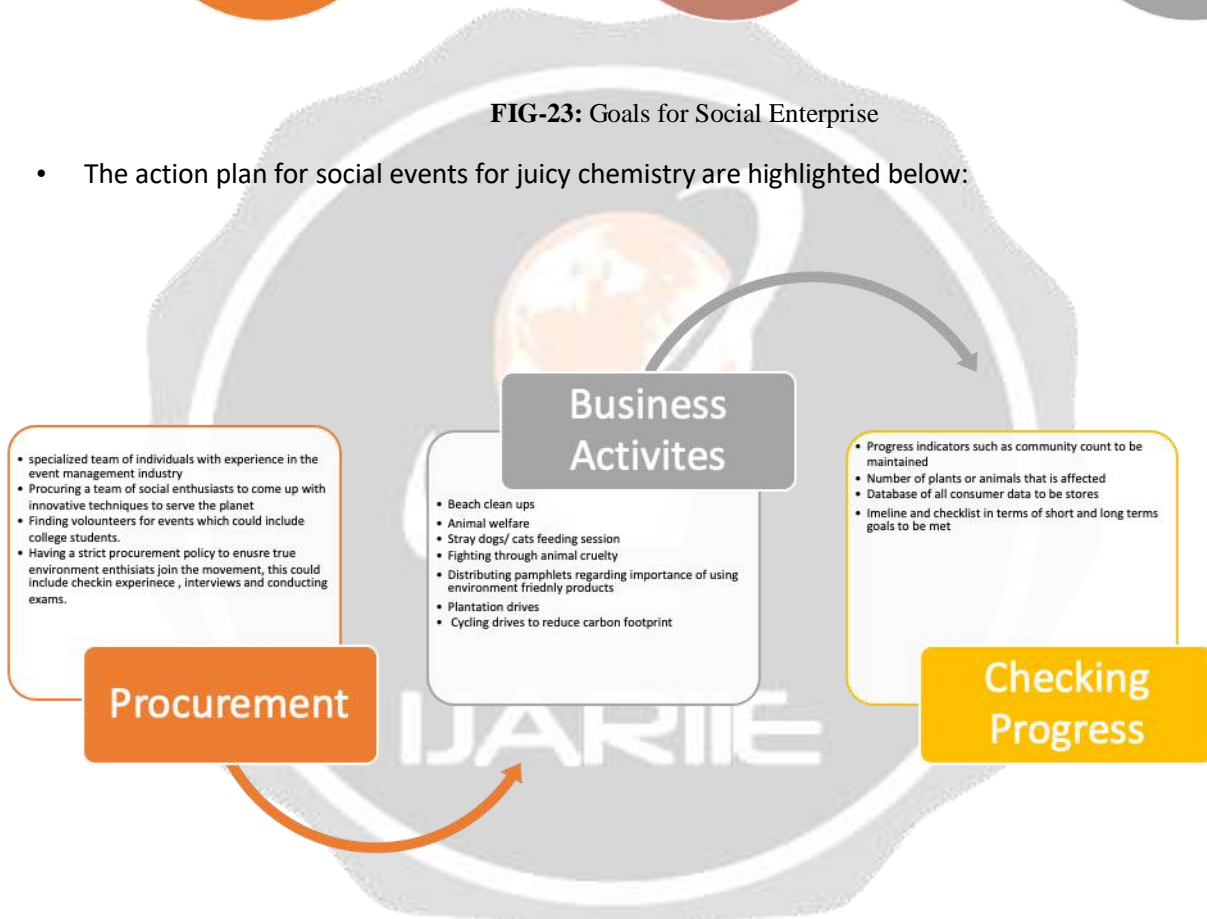 FIG-23: Goals for Social Enterprise
• The action plan for social events for juicy chemistry are highlighted below:
• specialized team of individuals with experience in the
event management industry
• Procuring a team of social enthusiasts to come up with
innovative techniques to serve the planet
• Finding volounteers for events which could include
college students.
• Having a strict procurement policy to enusre true
environment enthisiats join the movement, this could
include checkin experinece , interviews and conducting
exams.
Procurement
Business
Activites
• Beach clean ups
• Animal welfare
• Stray dogs/ cats feeding session
• Fighting through animal cruelty
• Distributing pamphlets regarding importance of using
environment friednly products
• Plantation drives
• Cycling drives to reduce carbon footprint
• Progress indicators such as community count to be
maintained
• Number of plants or animals that is affected
• Database of all consumer data to be stores
• Imeline and checklist in terms of short and long terms
goals to be met
Checking
Progress
IJARIIE